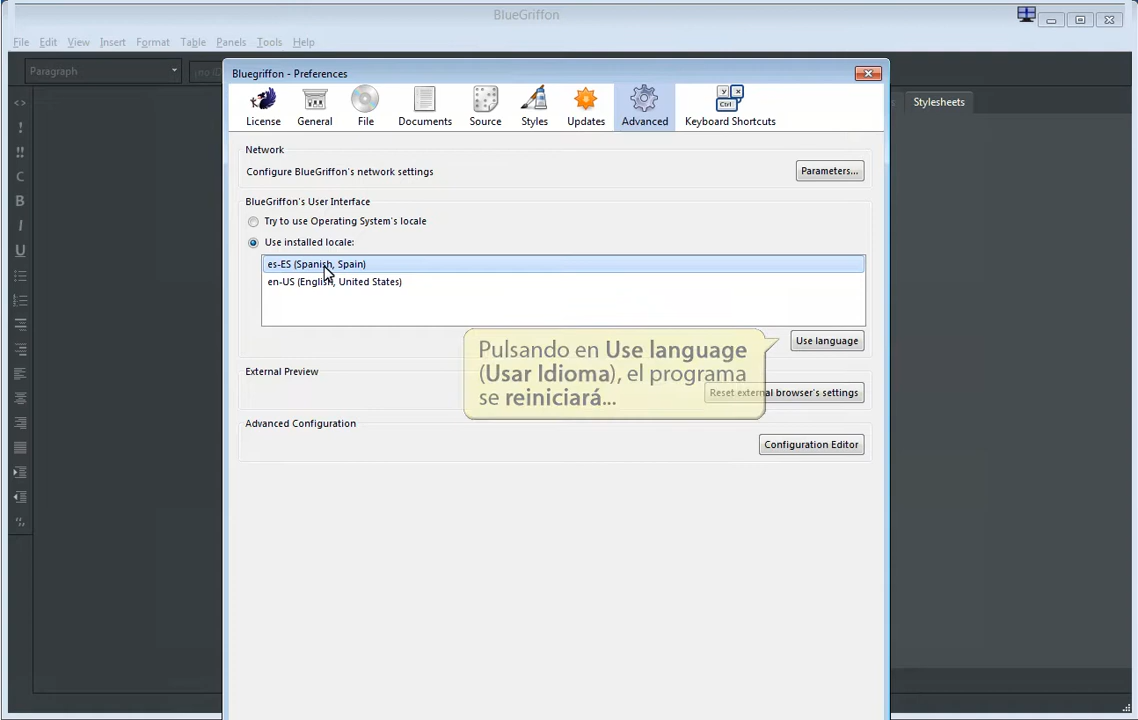 BlueGriffon
File Edit View Insert Format Table Panels Tools Help
Paragraph
Bluegriffon - Preferences
License General File Documents Source Styles Updates Advanced Keyboard Shortcuts
Stylesheets
Network
Configure BlueGriffon's network settings
Parameters...
BlueGriffon's User Interface
Try to use Operating System's locale
Use installed locale:
es-ES (Spanish, Spain)
en-US (English, United States)
Use language
Pulsando en Use language
(Usar Idioma), el programa
se reiniciará...
External Preview
Reset external browser's settings
Advanced Configuration
Configuration Editor